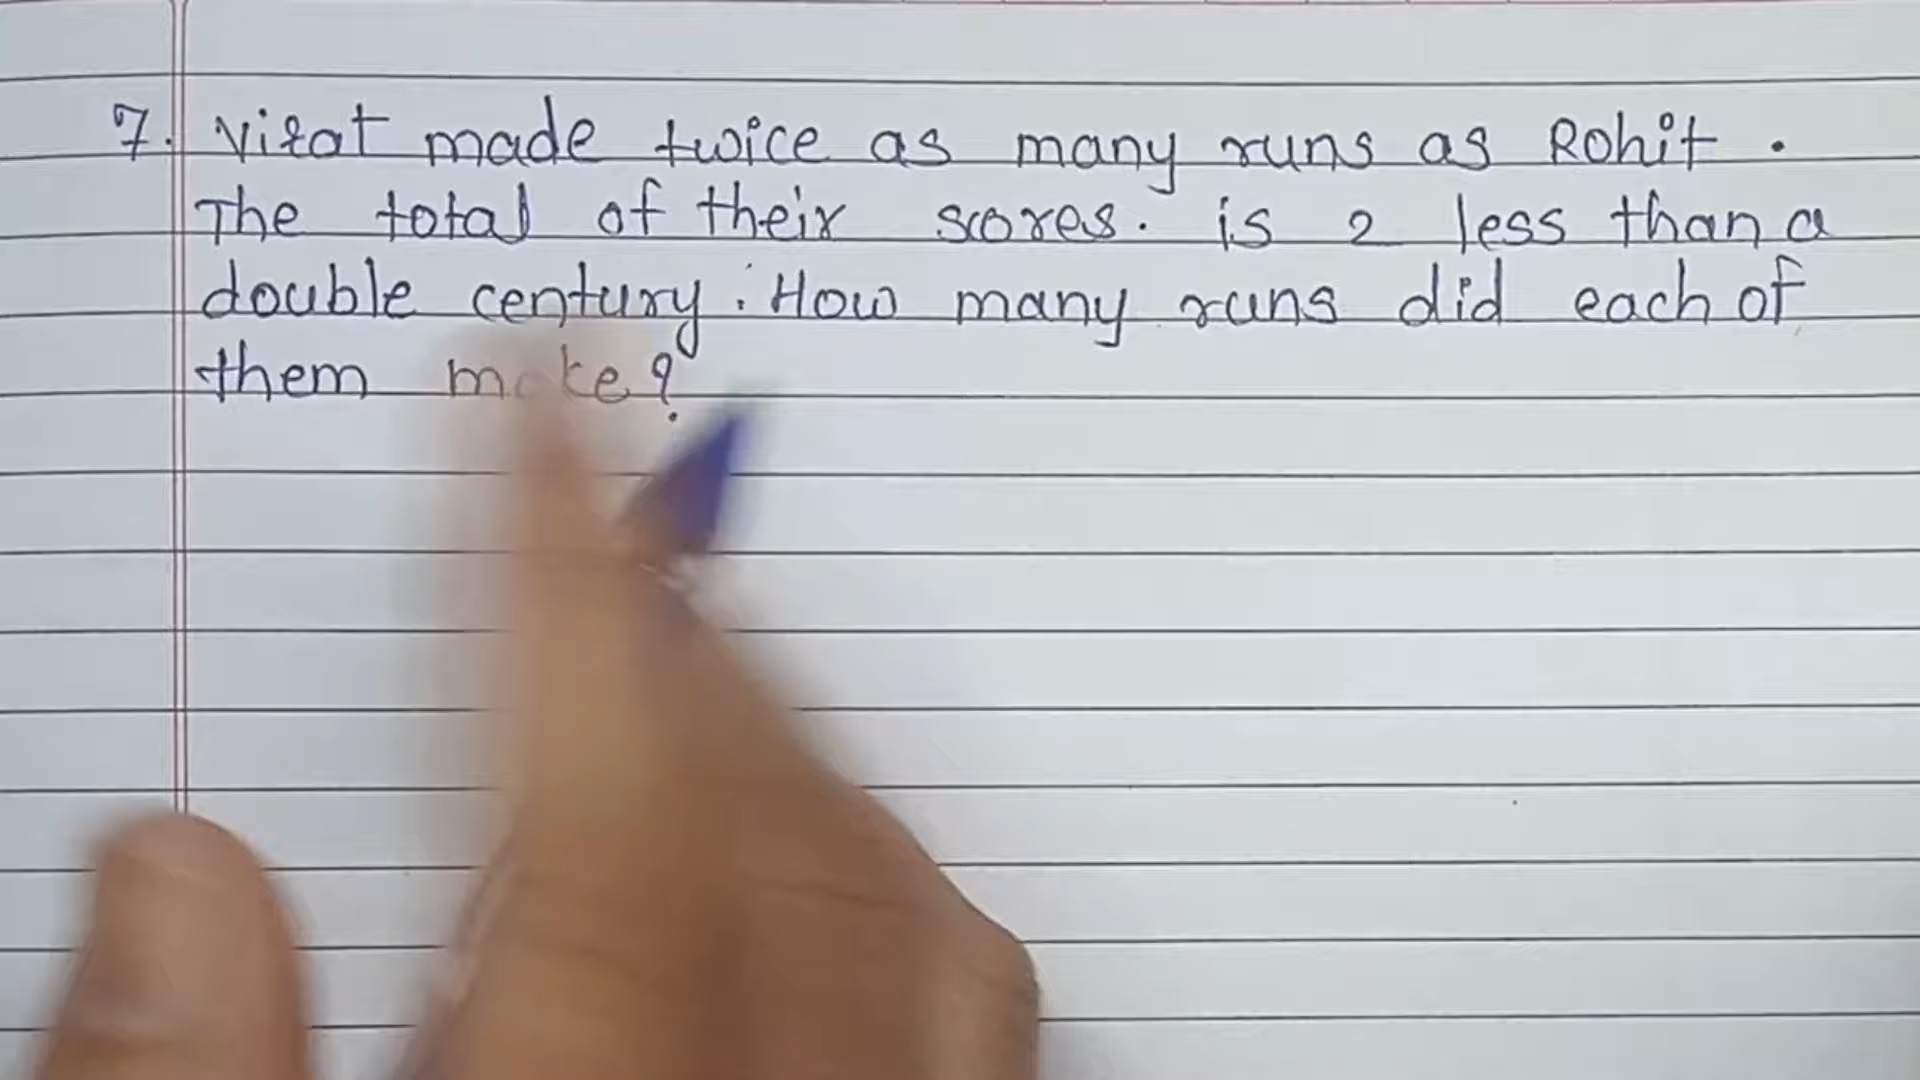 7. Virat made twice as many runs as Rohit.
The total of their scores. is 2 less than a
double century. How many runs did each of
them make?